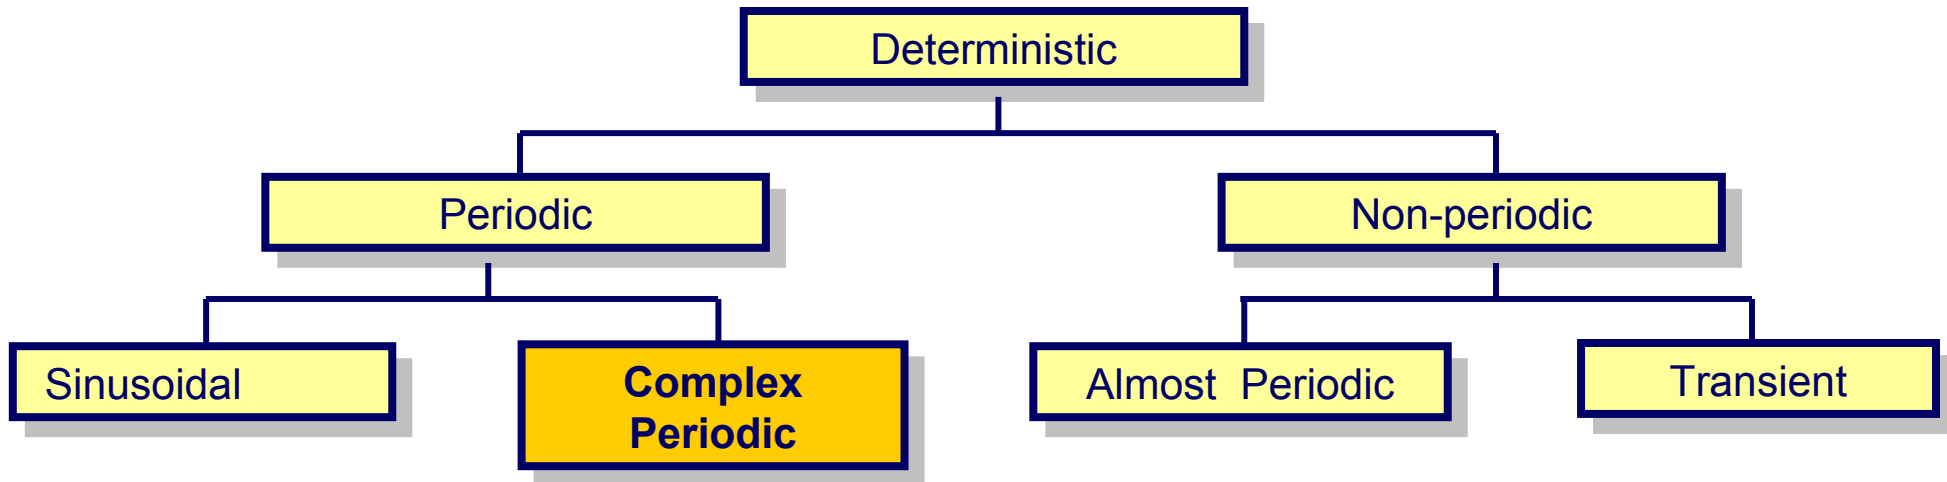 Deterministic
Periodic
Non-periodic
Sinusoidal
Complex
Periodic
Almost Periodic
Transient